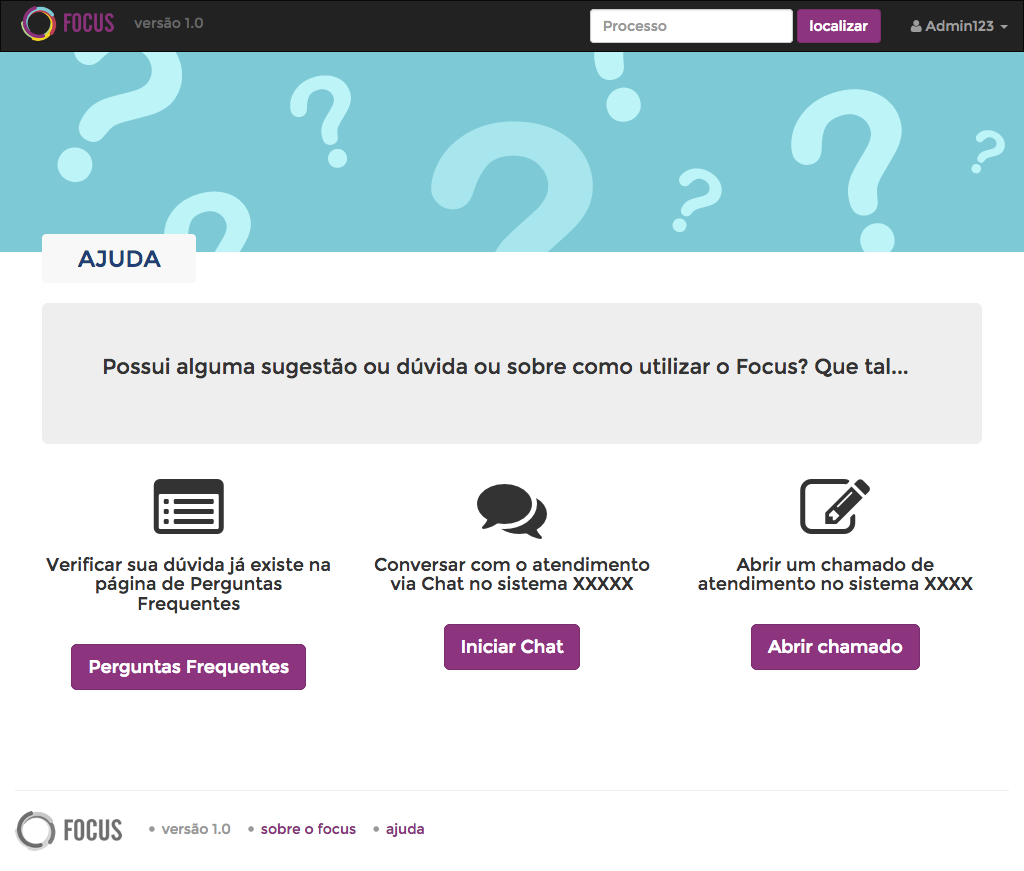 FOCUS versão 1.0 Processo localizar Admin123
AJUDA
Possui alguma sugestão ou dúvida ou sobre como utilizar o Focus? Que tal...
Verificar sua dúvida já existe na
página de Perguntas
Frequentes
Perguntas Frequentes
Conversar com o atendimento
via Chat no sistema XXXXX
Iniciar Chat
Abrir um chamado de
atendimento no sistema XXXX
Abrir chamado
FOCUS • versão 1.0 • sobre o focus • ajuda